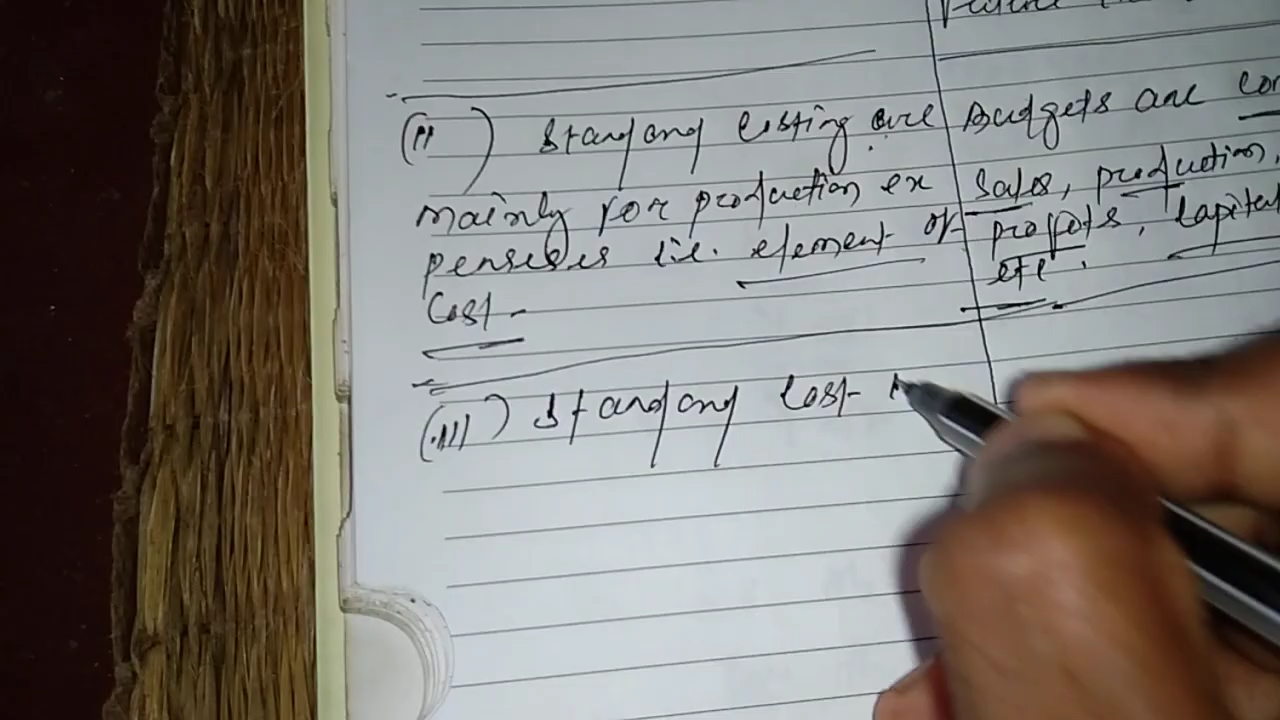 (ii) Standard costing are Budgets are
mainly for production ex Sales, production,
penseses i.e. element of profits, capital
Cost. etc.
(iii) Standard Cost